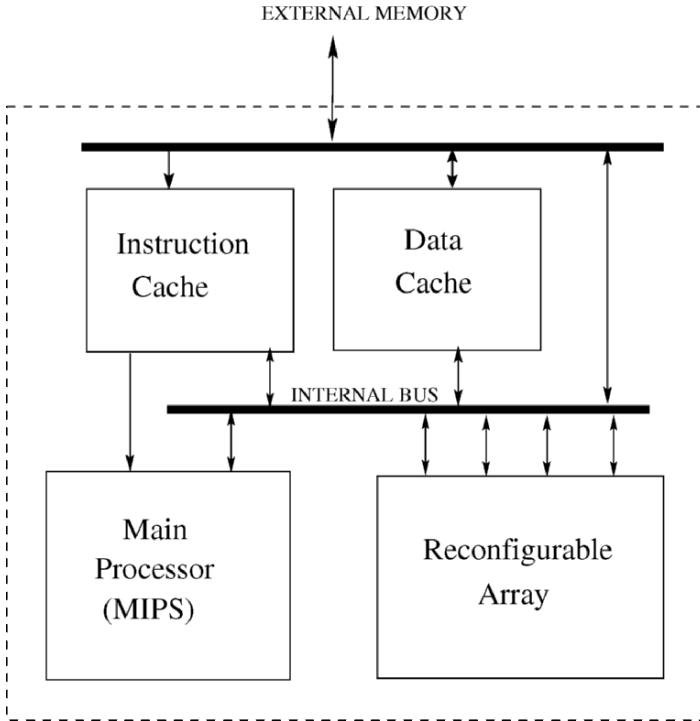 EXTERNAL MEMORY
Instruction
Cache
Data
Cache
INTERNAL BUS
Main
Processor
(MIPS)
Reconfigurable
Array